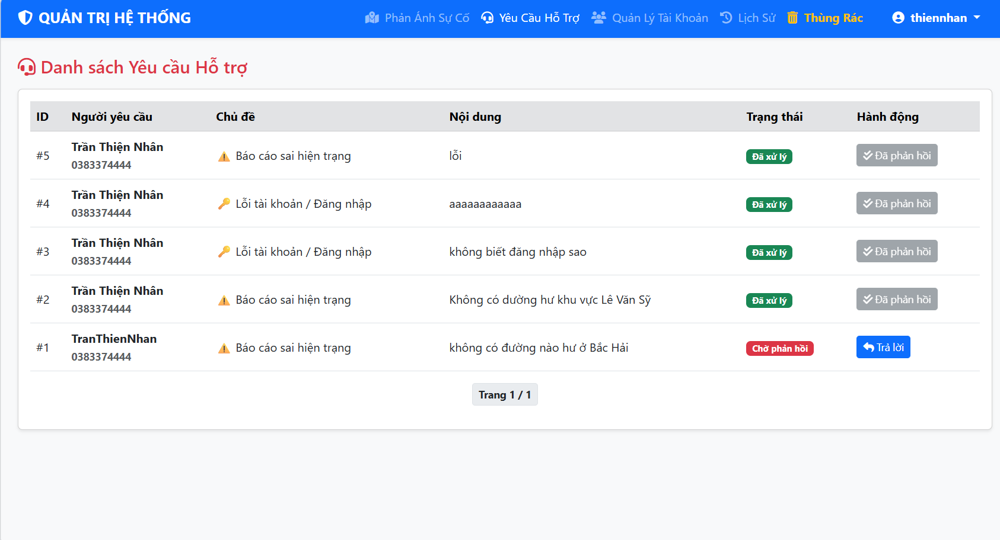 QUẢN TRỊ HỆ THỐNG
Phản Ánh Sự Cố
Yêu Cầu Hỗ Trợ
Quản Lý Tài Khoản
Lịch Sử
Thùng Rác
thiennhan
Danh sách Yêu cầu Hỗ trợ
ID Người yêu cầu Chủ đề Nội dung Trạng thái Hành động
#5 Trần Thiện Nhân Báo cáo sai hiện trạng lỗi Đã xử lý Đã phản hồi
0383374444
#4 Trần Thiện Nhân Lỗi tài khoản / Đăng nhập aaaaaaaaaaaa Đã xử lý Đã phản hồi
0383374444
#3 Trần Thiện Nhân Lỗi tài khoản / Đăng nhập không biết đăng nhập sao Đã xử lý Đã phản hồi
0383374444
#2 Trần Thiện Nhân Báo cáo sai hiện trạng Không có dường hư khu vực Lê Văn Sỹ Đã xử lý Đã phản hồi
0383374444
#1 TranThienNhan Báo cáo sai hiện trạng không có đường nào hư ở Bắc Hải Chờ phản hồi Trả lời
0383374444
Trang 1 / 1